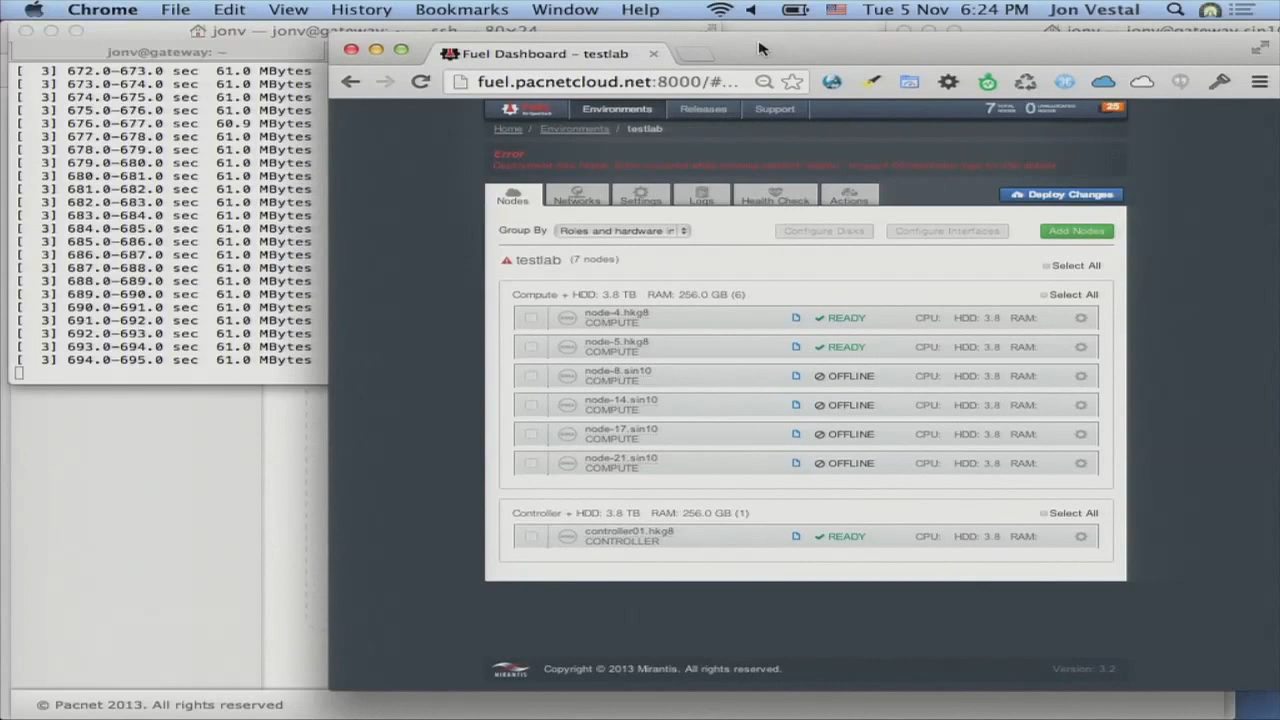 Chrome File Edit View History Bookmarks Window Help Tue 5 Nov 6:24 PM Jon Vestal
jonv — jonv@gateway: ~ — ssh — 80×24
jonv@gateway: ~
[ 3] 672.0-673.0 sec 61.0 MBytes
[ 3] 673.0-674.0 sec 61.0 MBytes
[ 3] 674.0-675.0 sec 61.0 MBytes
[ 3] 675.0-676.0 sec 61.0 MBytes
[ 3] 676.0-677.0 sec 60.9 MBytes
[ 3] 677.0-678.0 sec 61.0 MBytes
[ 3] 678.0-679.0 sec 61.0 MBytes
[ 3] 679.0-680.0 sec 61.0 MBytes
[ 3] 680.0-681.0 sec 61.0 MBytes
[ 3] 681.0-682.0 sec 61.0 MBytes
[ 3] 682.0-683.0 sec 61.0 MBytes
[ 3] 683.0-684.0 sec 61.0 MBytes
[ 3] 684.0-685.0 sec 61.0 MBytes
[ 3] 685.0-686.0 sec 61.0 MBytes
[ 3] 686.0-687.0 sec 61.0 MBytes
[ 3] 687.0-688.0 sec 61.0 MBytes
[ 3] 688.0-689.0 sec 61.0 MBytes
[ 3] 689.0-690.0 sec 61.0 MBytes
[ 3] 690.0-691.0 sec 61.0 MBytes
[ 3] 691.0-692.0 sec 61.0 MBytes
[ 3] 692.0-693.0 sec 61.0 MBytes
[ 3] 693.0-694.0 sec 61.0 MBytes
[ 3] 694.0-695.0 sec 61.0 MBytes
Fuel Dashboard – testlab
fuel.pacnetcloud.net:8000/#...
FUEL Environments Releases Support 7 TOTAL NODES 0 UNALLOCATED NODES 25
Home / Environments / testlab
Error
Nodes Networks Settings Logs Health Check Actions Deploy Changes
Group By Roles and hardware in Configure Disks Configure Interfaces Add Nodes
testlab (7 nodes) Select All
Compute + HDD: 3.8 TB RAM: 256.0 GB (6) Select All
node-4.hkg8 READY CPU: HDD: 3.8 RAM:
COMPUTE
node-5.hkg8 READY CPU: HDD: 3.8 RAM:
COMPUTE
node-8.sin10 OFFLINE CPU: HDD: 3.8 RAM:
COMPUTE
node-14.sin10 OFFLINE CPU: HDD: 3.8 RAM:
COMPUTE
node-17.sin10 OFFLINE CPU: HDD: 3.8 RAM:
COMPUTE
node-21.sin10 OFFLINE CPU: HDD: 3.8 RAM:
COMPUTE
Controller + HDD: 3.8 TB RAM: 256.0 GB (1) Select All
controller01.hkg8 READY CPU: HDD: 3.8 RAM:
CONTROLLER
MIRANTIS Copyright © 2013 Mirantis. All rights reserved. Version: 3.2
© Pacnet 2013. All rights reserved